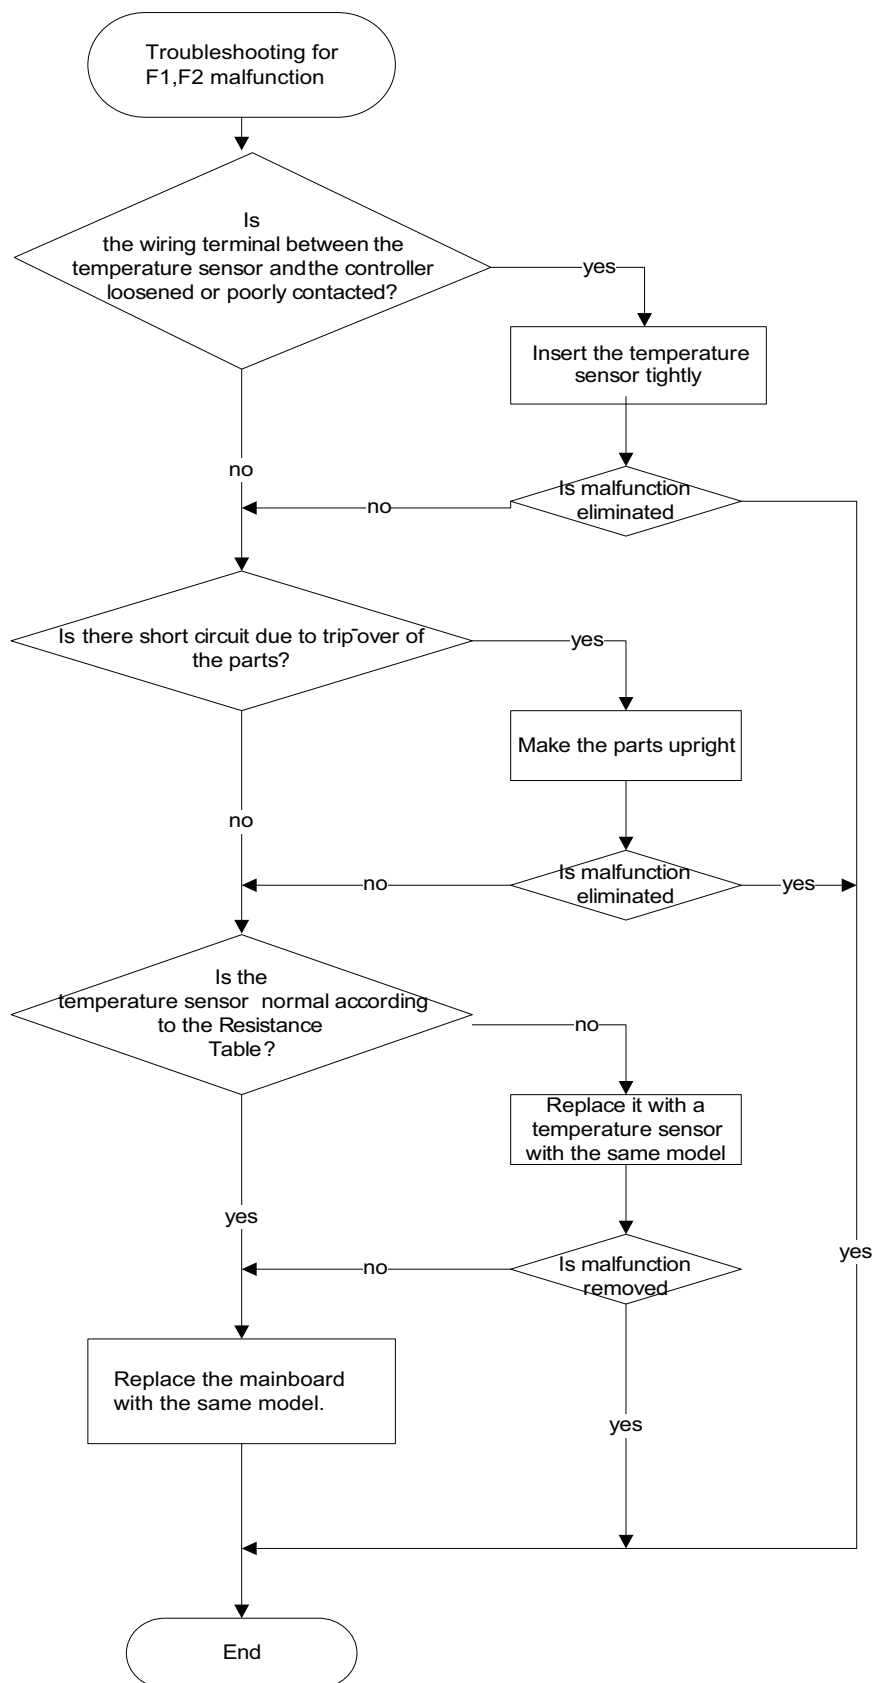 Troubleshooting for
F1,F2 malfunction
Is
the wiring terminal between the
temperature sensor and the controller
loosened or poorly contacted?
yes
Insert the temperature
sensor tightly
no
Is malfunction
eliminated
no
Is there short circuit due to trip-over of
the parts?
yes
Make the parts upright
no
Is malfunction
eliminated
no
yes
Is the
temperature sensor normal according
to the Resistance
Table?
no
Replace it with a
temperature sensor
with the same model
yes
Is malfunction
removed
no
yes
Replace the mainboard
with the same model.
yes
End